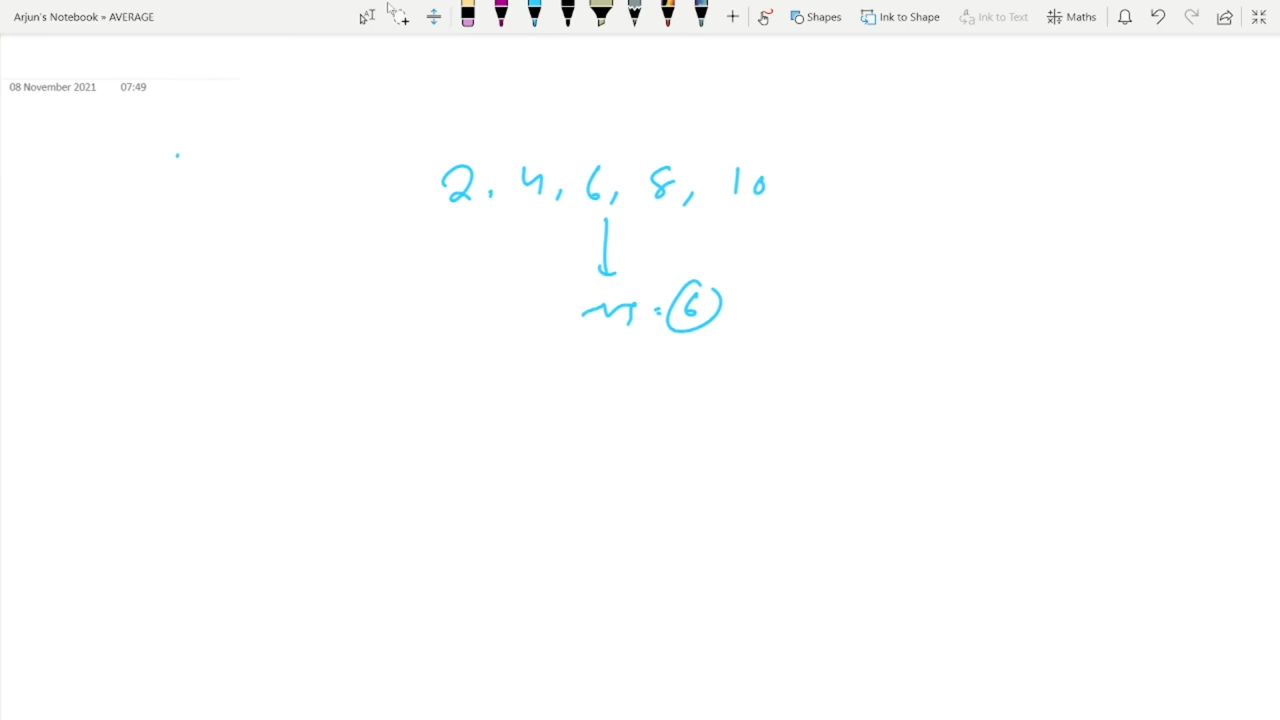 Arjun's Notebook » AVERAGE
Shapes
Ink to Shape
Ink to Text
Maths
08 November 2021 07:49
2, 4, 6, 8, 10
= 6